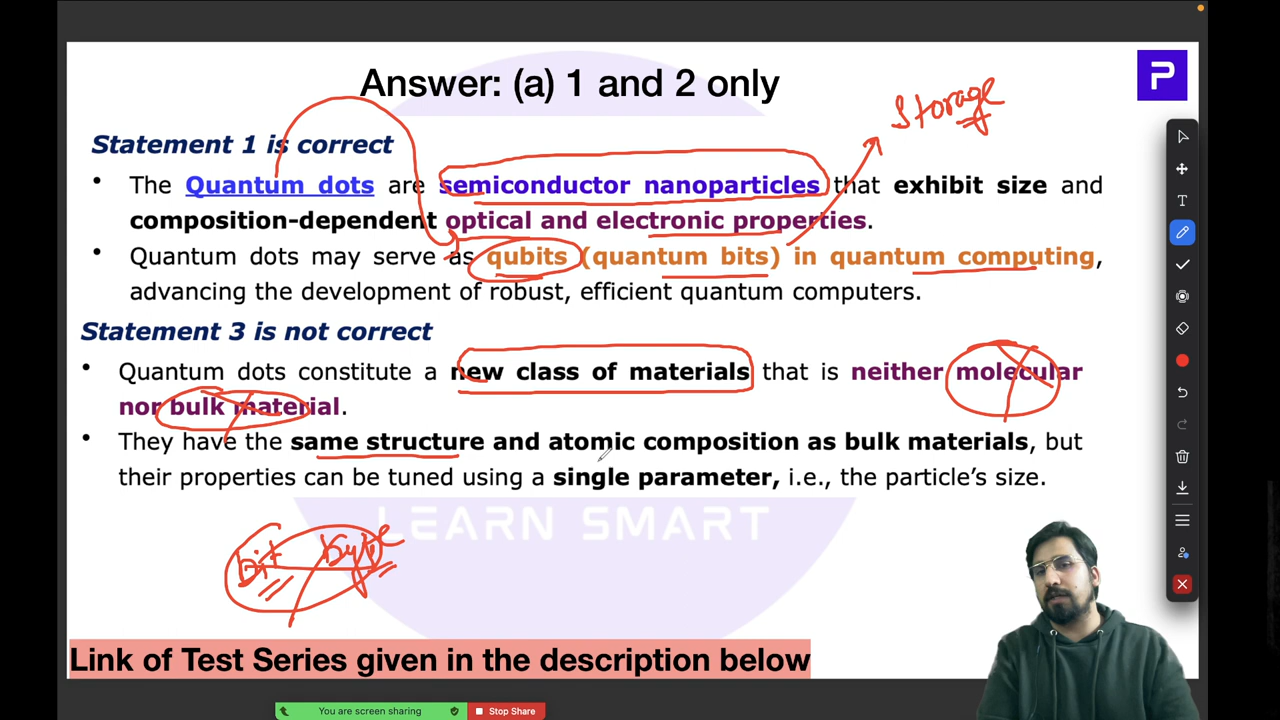 Answer: (a) 1 and 2 only
P
Storage
Statement 1 is correct
• The Quantum dots are semiconductor nanoparticles that exhibit size and
composition-dependent optical and electronic properties.
• Quantum dots may serve as qubits (quantum bits) in quantum computing,
advancing the development of robust, efficient quantum computers.
Statement 3 is not correct
• Quantum dots constitute a new class of materials that is neither molecular
nor bulk material.
• They have the same structure and atomic composition as bulk materials, but
their properties can be tuned using a single parameter, i.e., the particle's size.
LEARN SMART
bit Byte
Link of Test Series given in the description below
You are screen sharing
Stop Share
T